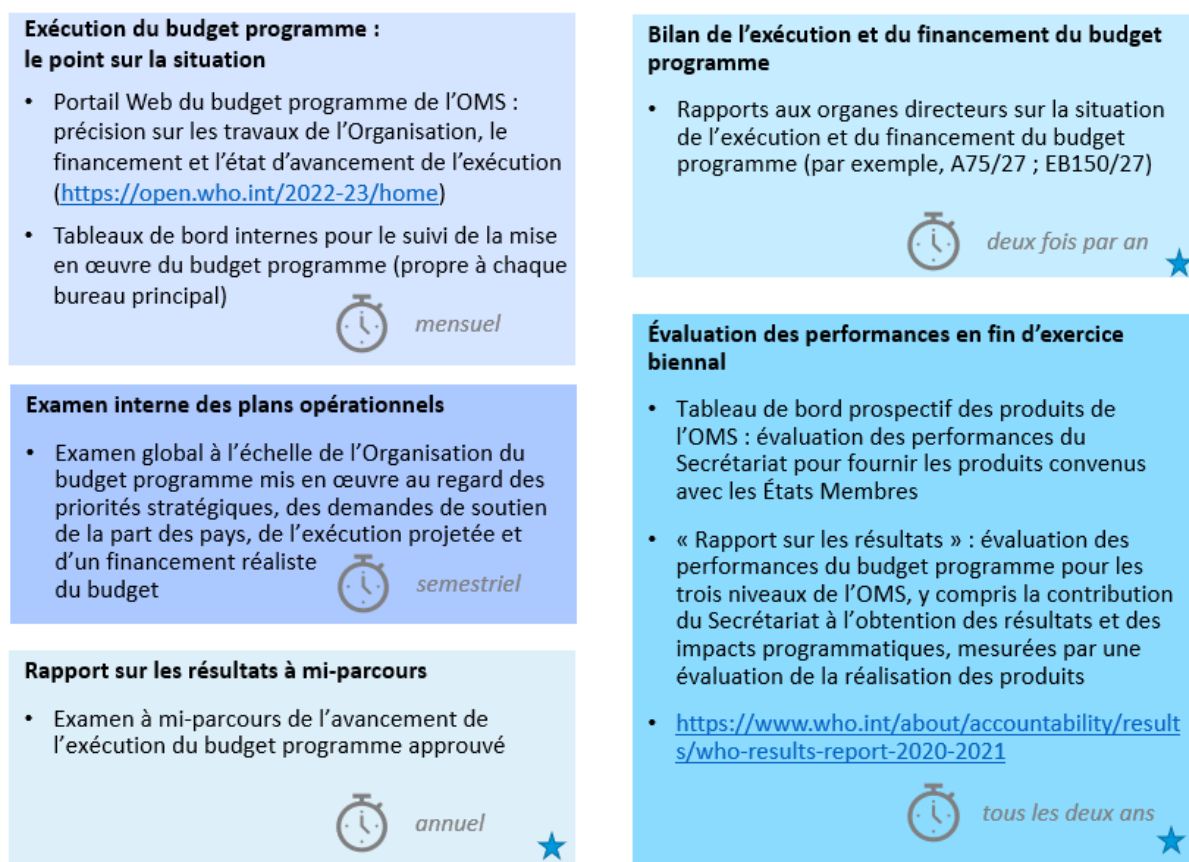 Exécution du budget programme :
le point sur la situation
• Portail Web du budget programme de l’OMS :
précision sur les travaux de l’Organisation, le
financement et l’état d’avancement de l’exécution
(https://open.who.int/2022-23/home)
• Tableaux de bord internes pour le suivi de la mise
en œuvre du budget programme (propre à chaque
bureau principal)
mensuel
Examen interne des plans opérationnels
• Examen global à l’échelle de l’Organisation du
budget programme mis en œuvre au regard des
priorités stratégiques, des demandes de soutien
de la part des pays, de l’exécution projetée et
d’un financement réaliste
du budget
semestriel
Rapport sur les résultats à mi-parcours
• Examen à mi-parcours de l’avancement de
l’exécution du budget programme approuvé
annuel
Bilan de l’exécution et du financement du budget
programme
• Rapports aux organes directeurs sur la situation
de l’exécution et du financement du budget
programme (par exemple, A75/27 ; EB150/27)
deux fois par an
Évaluation des performances en fin d’exercice
biennal
• Tableau de bord prospectif des produits de
l’OMS : évaluation des performances du
Secrétariat pour fournir les produits convenus
avec les États Membres
• « Rapport sur les résultats » : évaluation des
performances du budget programme pour les
trois niveaux de l’OMS, y compris la contribution
du Secrétariat à l’obtention des résultats et des
impacts programmatiques, mesurées par une
évaluation de la réalisation des produits
• https://www.who.int/about/accountability/result
s/who-results-report-2020-2021
tous les deux ans